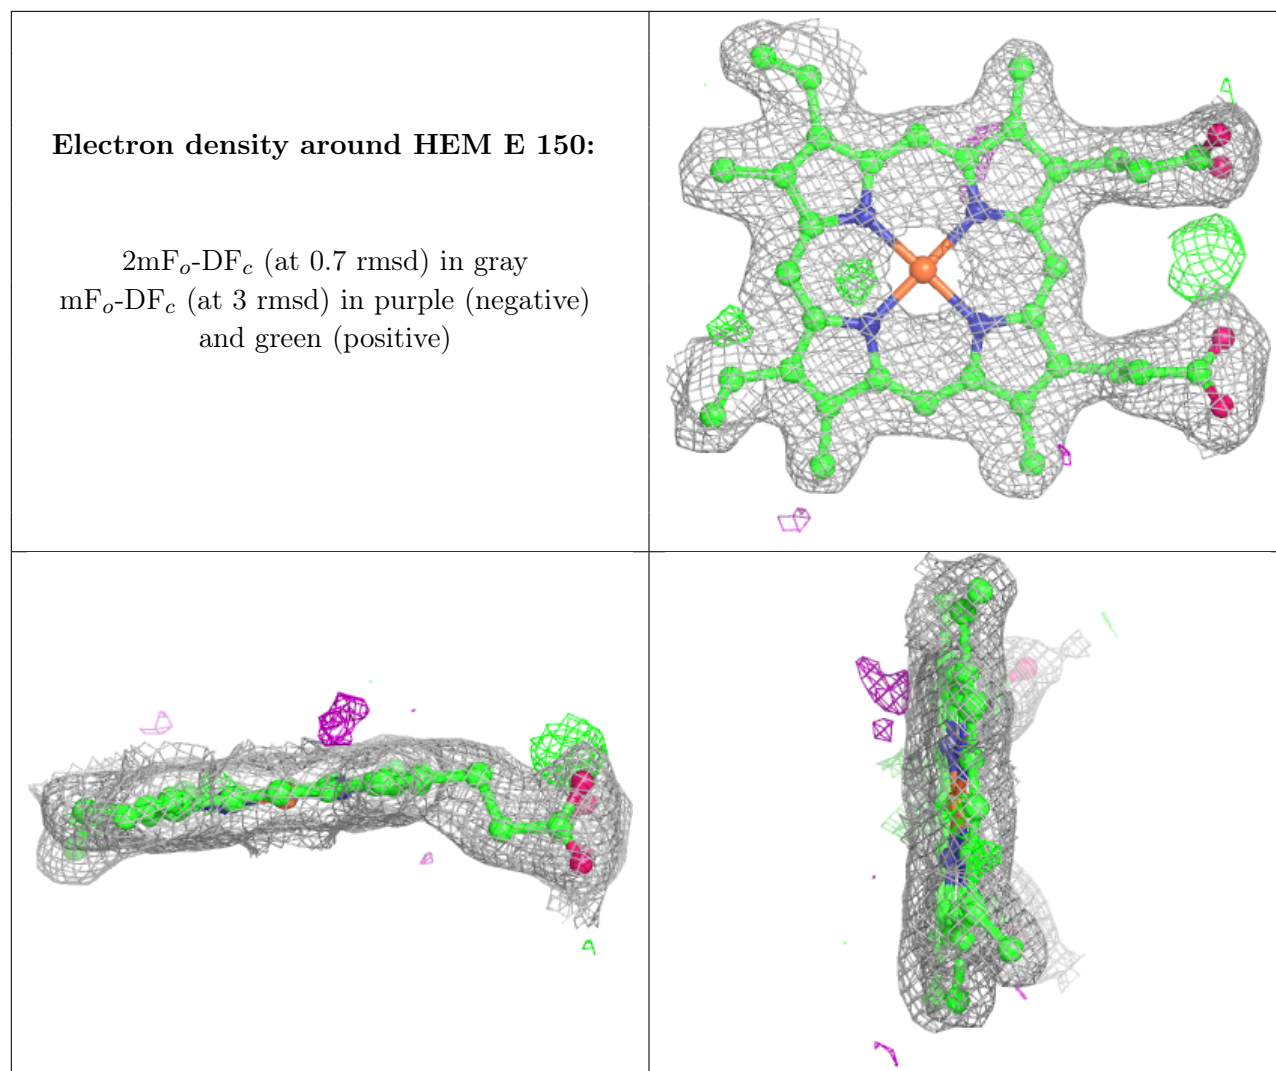 Electron density around HEM E 150:
2mFo-DFc (at 0.7 rmsd) in gray
mFo-DFc (at 3 rmsd) in purple (negative)
and green (positive)